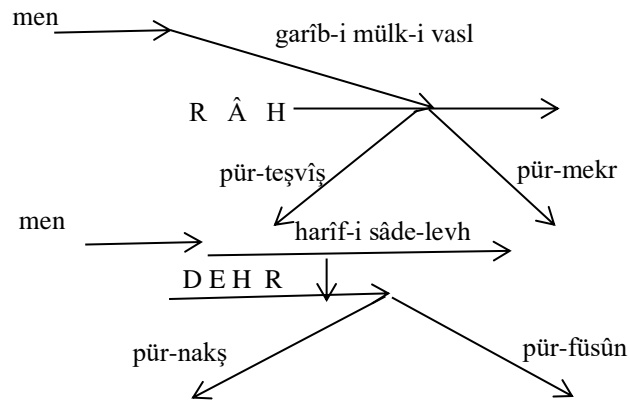 men
garîb-i mülk-i vasl
R Â H
pür-teşvîş
pür-mekr
men
harîf-i sâde-levh
D E H R
pür-nakş
pür-füsûn